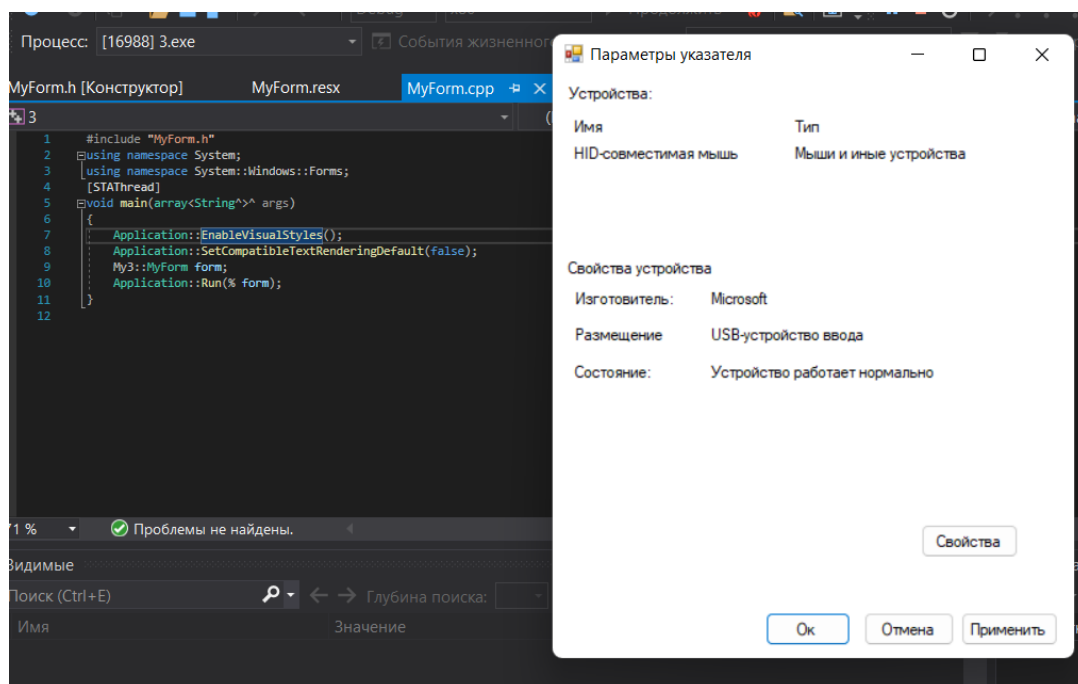 Процесс: [16988] 3.exe
События жизненного
MyForm.h [Конструктор] MyForm.resx MyForm.cpp
3
1 #include "MyForm.h"
2 using namespace System;
3 using namespace System::Windows::Forms;
4 [STAThread]
5 void main(array<String^>^ args)
6 {
7 Application::EnableVisualStyles();
8 Application::SetCompatibleTextRenderingDefault(false);
9 My3::MyForm form;
10 Application::Run(% form);
11 }
12
71 % Проблемы не найдены.
Видимые
Поиск (Ctrl+E) Глубина поиска:
Имя Значение
Параметры указателя
Устройства:
Имя Тип
HID-совместимая мышь Мыши и иные устройства
Свойства устройства
Изготовитель: Microsoft
Размещение USB-устройство ввода
Состояние: Устройство работает нормально
Свойства
Ок Отмена Применить